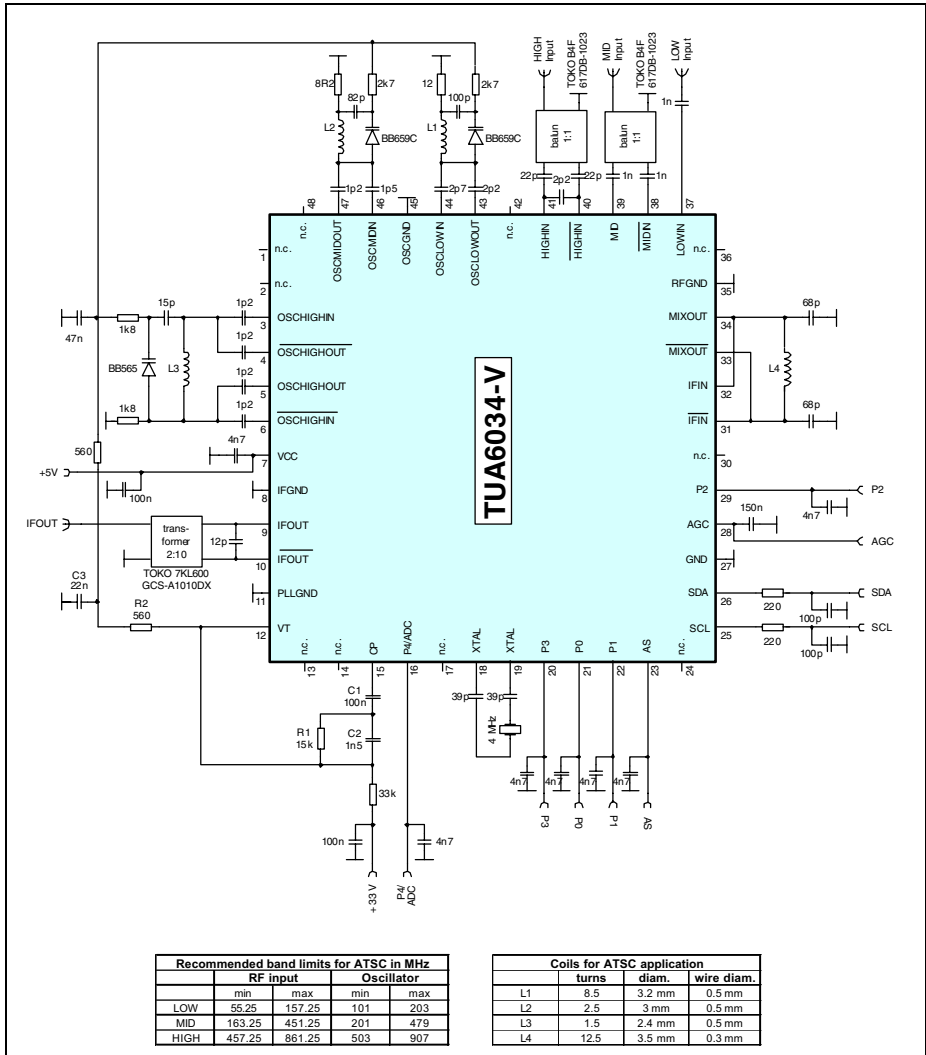 HIGH Input
TOKO B4F 617DB-1023
MID Input
TOKO B4F 617DB-1023
LOW Input
8R2
2k7
12
2k7
82p
100p
1n
L2
BB659C
L1
BB659C
balun 1:1
balun 1:1
22p
2p2
22p
1n
1n
1p2
1p5
2p7
2p2
48
47
46
45
44
43
42
41
40
39
38
37
n.c.
OSCMIDOUT
OSCMIDIN
OSCGND
OSCLOWIN
OSCLOWOUT
n.c.
HIGHIN
HIGHIN
MID
MIDIN
LOWIN
1
n.c.
2
n.c.
3
OSCHIGHIN
4
OSCHIGHOUT
5
OSCHIGHOUT
6
OSCHIGHIN
7
VCC
8
IFGND
9
IFOUT
10
IFOUT
11
PLLGND
12
VT
n.c.
36
RFGND
35
MIXOUT
34
MIXOUT
33
IFIN
32
IFIN
31
n.c.
30
P2
29
AGC
28
GND
27
SDA
26
SCL
25
TUA6034-V
47n
1k8
15p
1p2
1p2
1p2
1p2
BB565
L3
1k8
560
4n7
+5V
100n
IFOUT
trans-
former
2:10
12p
TOKO 7KL600
GCS-A1010DX
C3
22n
R2
560
68p
L4
68p
P2
4n7
150n
AGC
220
SDA
100p
220
SCL
100p
n.c.
n.c.
CP
P4/ADC
n.c.
XTAL
XTAL
P3
P0
P1
AS
n.c.
13
14
15
16
17
18
19
20
21
22
23
24
C1
100n
R1
15k
C2
1n5
33k
100n
4n7
+33 V
P4/
ADC
39p
39p
4 MHz
4n7
4n7
4n7
4n7
P3
P0
P1
AS
Recommended band limits for ATSC in MHz
RF input Oscillator
min max min max
LOW 55.25 157.25 101 203
MID 163.25 451.25 201 479
HIGH 457.25 861.25 503 907
Coils for ATSC application
turns diam. wire diam.
L1 8.5 3.2 mm 0.5 mm
L2 2.5 3 mm 0.5 mm
L3 1.5 2.4 mm 0.5 mm
L4 12.5 3.5 mm 0.3 mm